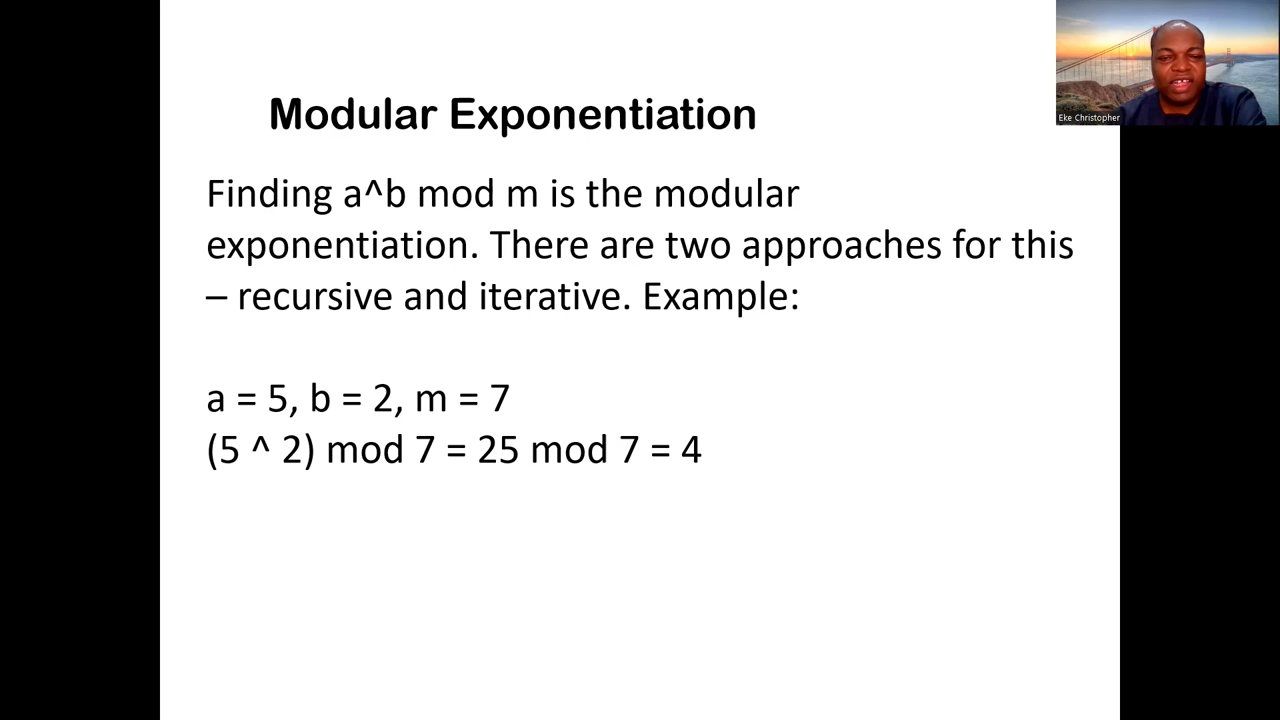 Modular Exponentiation
Eke Christopher
Finding a^b mod m is the modular
exponentiation. There are two approaches for this
– recursive and iterative. Example:
a = 5, b = 2, m = 7
(5 ^ 2) mod 7 = 25 mod 7 = 4